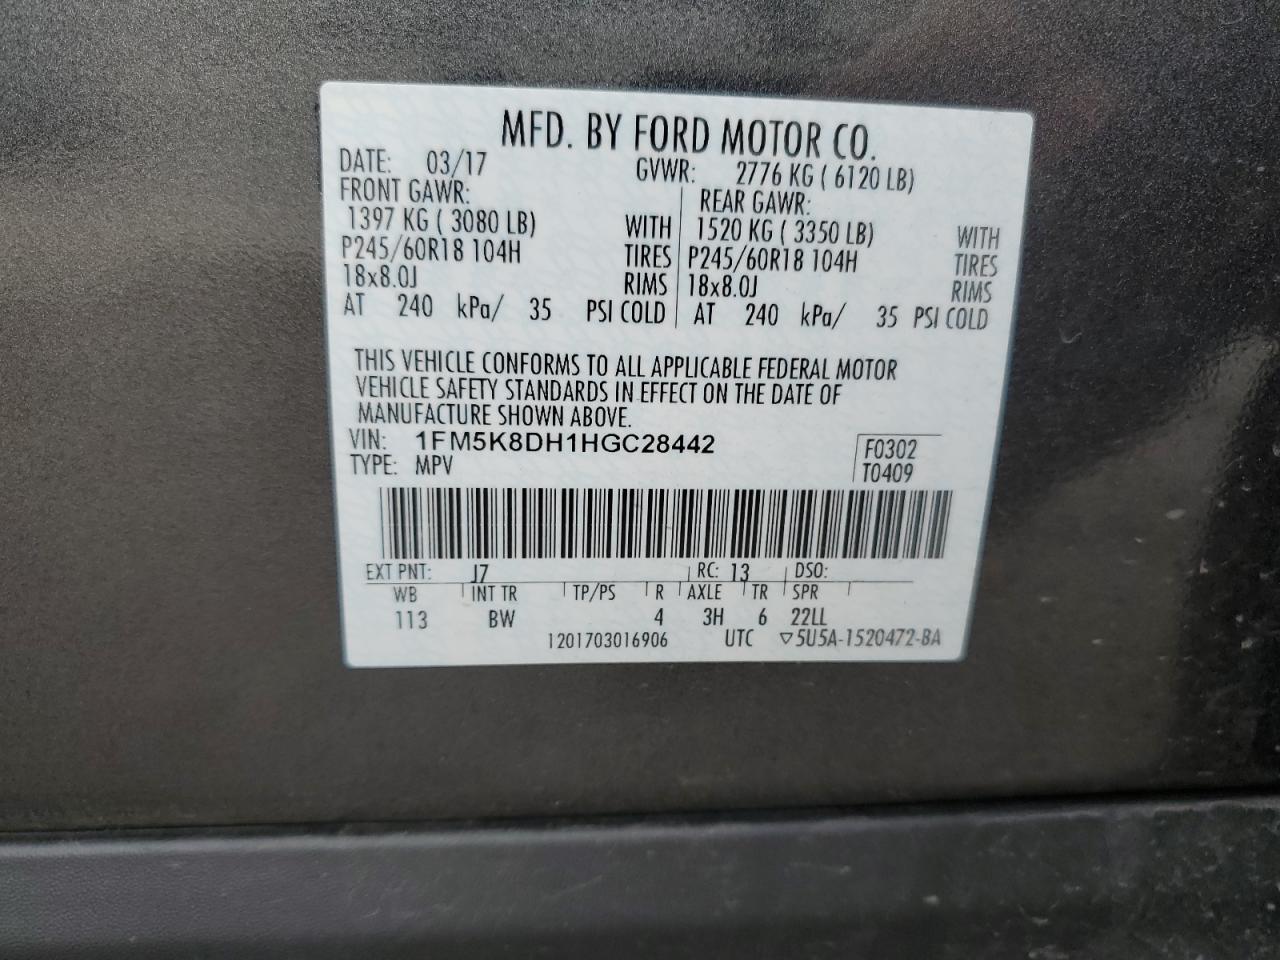 MFD. BY FORD MOTOR CO.
DATE: 03/17 GVWR: 2776 KG ( 6120 LB)
FRONT GAWR: REAR GAWR:
1397 KG ( 3080 LB) WITH 1520 KG ( 3350 LB) WITH
P245/60R18 104H TIRES P245/60R18 104H TIRES
18x8.0J RIMS 18x8.0J RIMS
AT 240 kPa/ 35 PSI COLD AT 240 kPa/ 35 PSI COLD
THIS VEHICLE CONFORMS TO ALL APPLICABLE FEDERAL MOTOR
VEHICLE SAFETY STANDARDS IN EFFECT ON THE DATE OF
MANUFACTURE SHOWN ABOVE.
VIN: 1FM5K8DH1HGC28442 F0302
TYPE: MPV T0409
EXT PNT: J7 RC: 13 DSO:
WB INT TR TP/PS R AXLE TR SPR
113 BW 4 3H 6 22LL
1201703016906 UTC ▽5U5A-1520472-BA